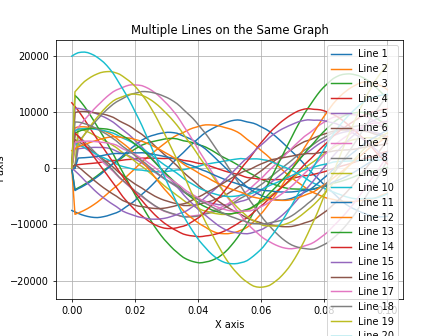 Multiple Lines on the Same Graph
20000
10000
0
−10000
−20000
0.00
0.02
0.04
0.06
X axis
Line 1
Line 2
Line 3
Line 4
Line 5
Line 6
Line 7
Line 8
Line 9
Line 10
Line 11
Line 12
Line 13
Line 14
Line 15
Line 16
Line 17
Line 18
Line 19
Line 20